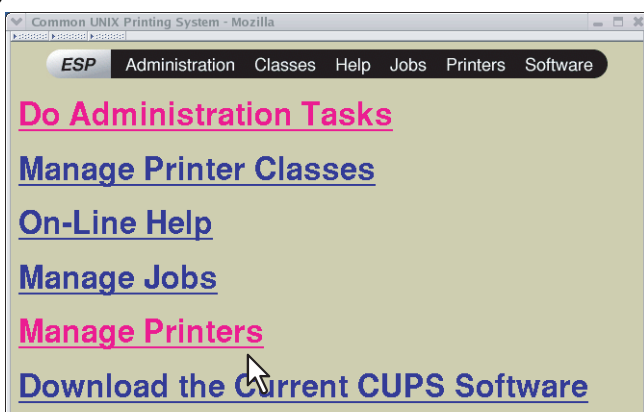 Common UNIX Printing System - Mozilla
ESP Administration Classes Help Jobs Printers Software
Do Administration Tasks
Manage Printer Classes
On-Line Help
Manage Jobs
Manage Printers
Download the Current CUPS Software